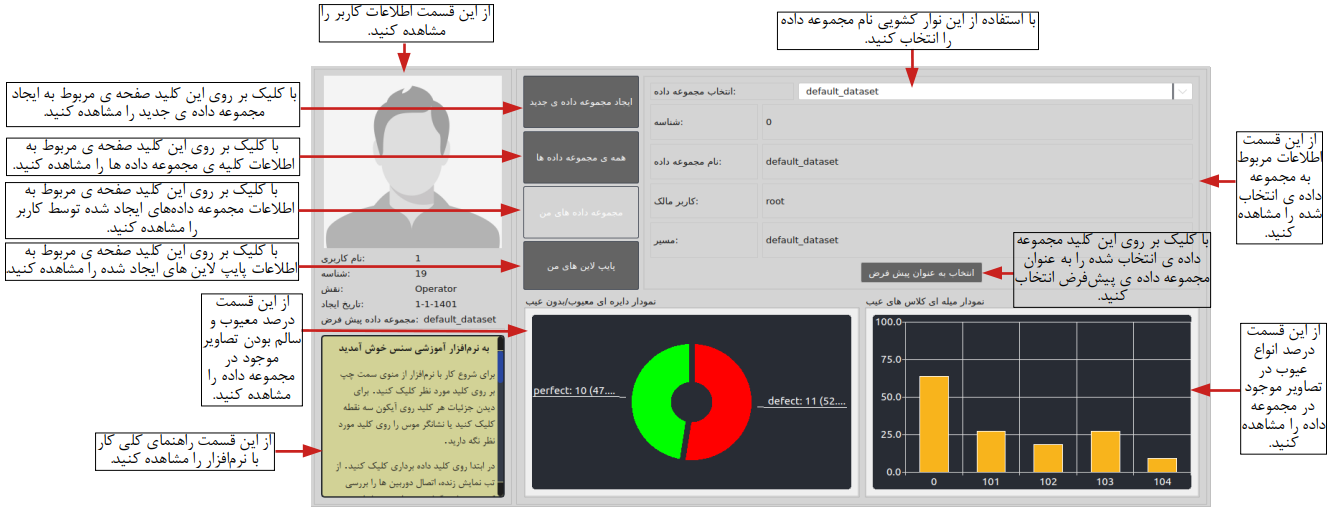 از این قسمت اطلاعات کاربر را
مشاهده کنید.
با استفاده از این نوار کشویی نام مجموعه داده
را انتخاب کنید.
با کلیک بر روی این کلید صفحه ی مربوط به ایجاد
مجموعه داده ی جدید را مشاهده کنید.
با کلیک بر روی این کلید صفحه ی مربوط به
اطلاعات کلیه ی مجموعه داده ها را مشاهده کنید.
با کلیک بر روی این کلید صفحه ی مربوط به
اطلاعات مجموعه داده‌های ایجاد شده توسط کاربر
را مشاهده کنید.
با کلیک بر روی این کلید صفحه ی مربوط به
اطلاعات پایپ لاین های ایجاد شده را مشاهده کنید.
از این قسمت
درصد معیوب و
سالم بودن تصاویر
موجود در
مجموعه داده را
مشاهده کنید.
از این قسمت راهنمای کلی کار
با نرم‌افزار را مشاهده کنید.
نام کاربری: 1
شناسه: 19
نقش: Operator
تاریخ ایجاد: 1-1-1401
مجموعه داده پیش فرض: default_dataset
به نرم‌افزار آموزشی سنس خوش آمدید
برای شروع کار با نرم‌افزار از منوی سمت چپ
بر روی کلید مورد نظر کلیک کنید. برای
دیدن جزئیات هر کلید روی آیکون سه نقطه
کلیک کنید یا نشانگر موس را روی کلید مورد
نظر نگه دارید.
در ابتدا روی کلید داده برداری کلیک کنید. از
تب نمایش زنده، اتصال دوربین ها را بررسی
ایجاد مجموعه داده ی جدید
همه ی مجموعه داده ها
مجموعه داده های من
پایپ لاین های من
انتخاب مجموعه داده: default_dataset
شناسه: 0
نام مجموعه داده: default_dataset
کاربر مالک: root
مسیر: default_dataset
انتخاب به عنوان پیش فرض
از این قسمت
اطلاعات مربوط
به مجموعه
داده ی انتخاب
شده را مشاهده
کنید.
با کلیک بر روی این کلید مجموعه
داده ی انتخاب شده را به عنوان
مجموعه داده ی پیش‌فرض انتخاب
کنید.
نمودار دایره ای معیوب/بدون عیب
perfect: 10 (47....
defect: 11 (52....
نمودار میله ای کلاس های عیب
100.0
75.0
50.0
25.0
0.0
0 101 102 103 104
از این قسمت
درصد انواع
عیوب در
تصاویر موجود
در مجموعه
داده را مشاهده
کنید.